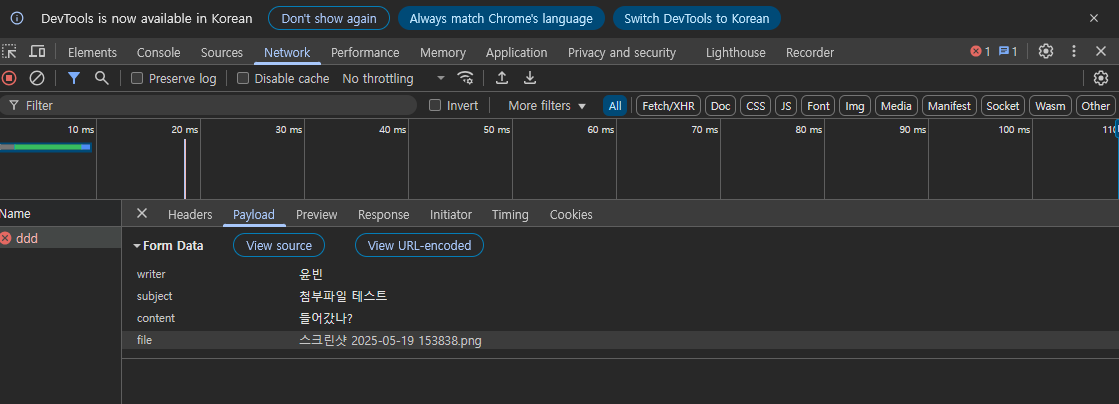 DevTools is now available in Korean Don't show again Always match Chrome's language Switch DevTools to Korean
Elements Console Sources Network Performance Memory Application Privacy and security Lighthouse Recorder 1 1
Preserve log Disable cache No throttling
Filter Invert More filters All Fetch/XHR Doc CSS JS Font Img Media Manifest Socket Wasm Other
10 ms 20 ms 30 ms 40 ms 50 ms 60 ms 70 ms 80 ms 90 ms 100 ms 110
Name Headers Payload Preview Response Initiator Timing Cookies
ddd
Form Data View source View URL-encoded
writer 윤빈
subject 첨부파일 테스트
content 들어갔나?
file 스크린샷 2025-05-19 153838.png